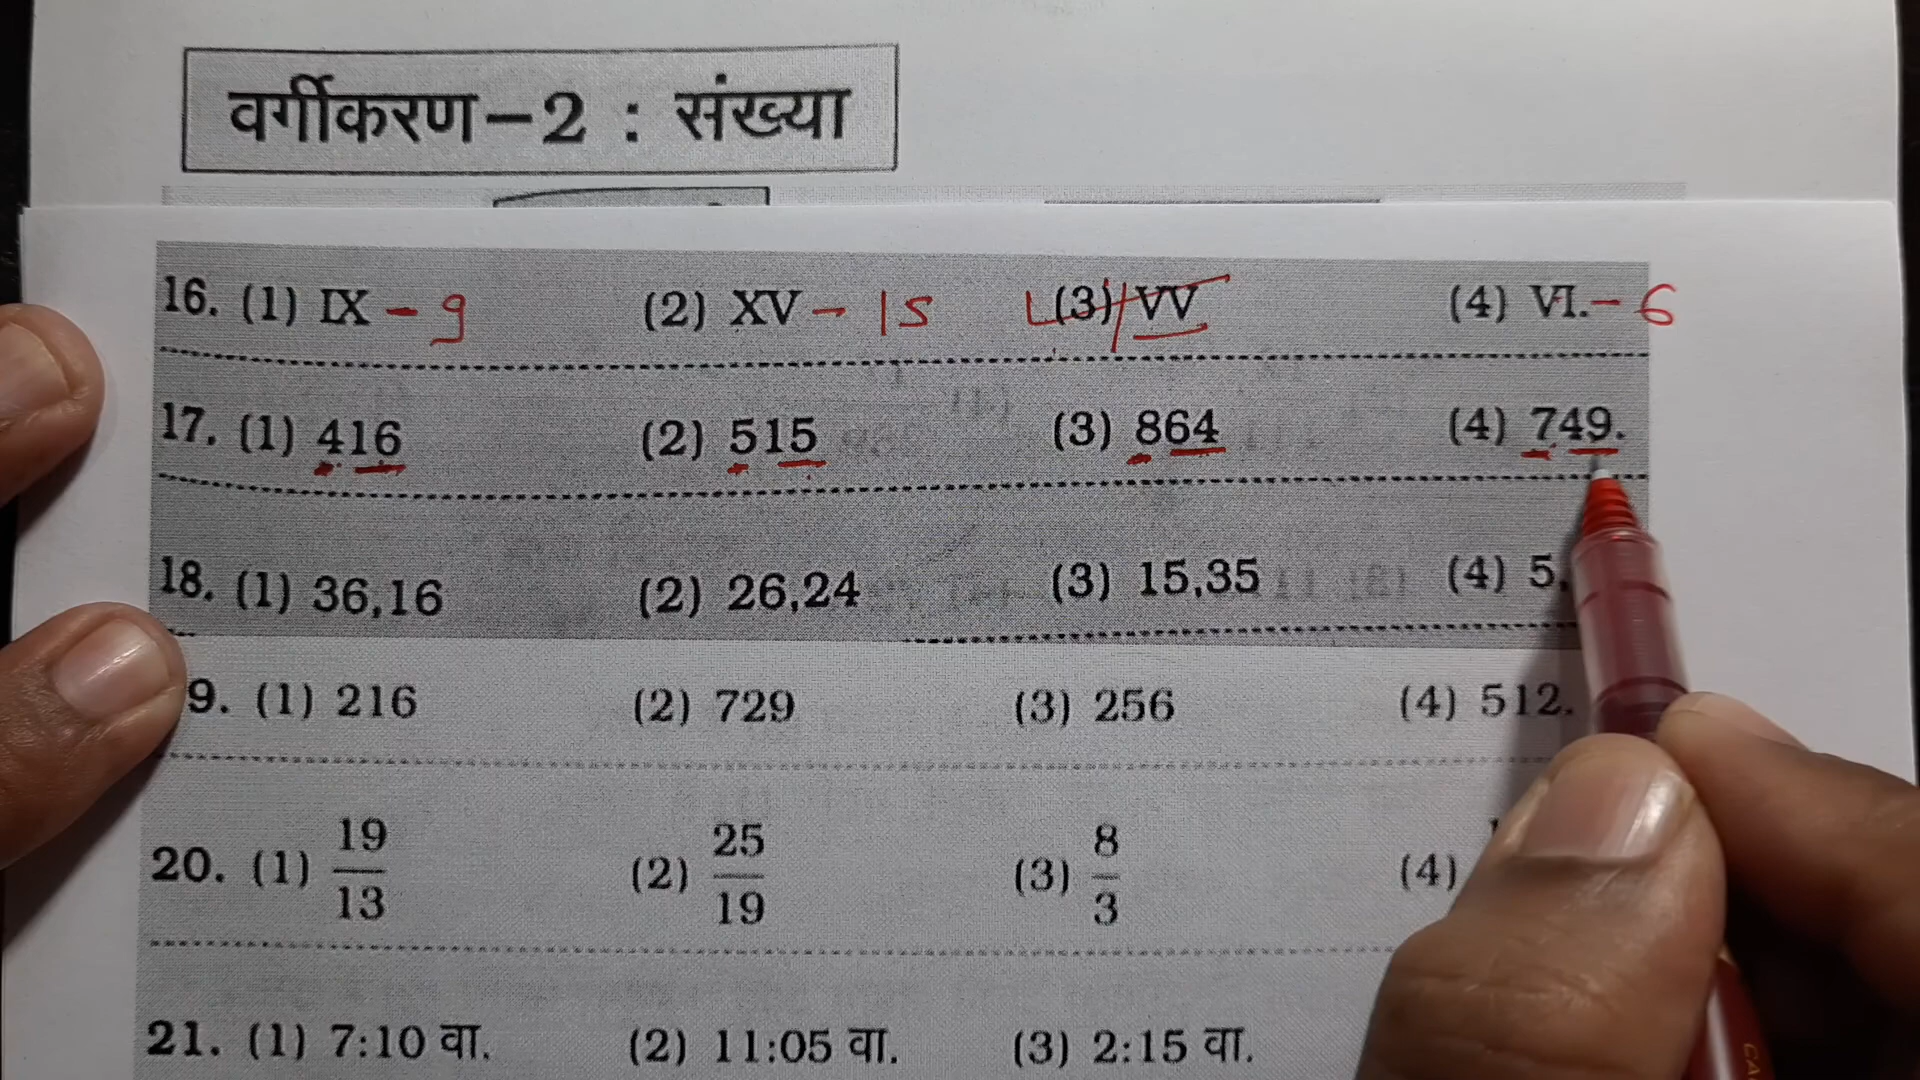 वर्गीकरण–2 : संख्या
16. (1) IX - 9 (2) XV - 15 (3) VV (4) VI. - 6
17. (1) 416 (2) 515 (3) 864 (4) 749.
18. (1) 36,16 (2) 26,24 (3) 15,35 (4) 5,
9. (1) 216 (2) 729 (3) 256 (4) 512.
20. (1) 19/13 (2) 25/19 (3) 8/3 (4)
21. (1) 7:10 वा. (2) 11:05 वा. (3) 2:15 वा.